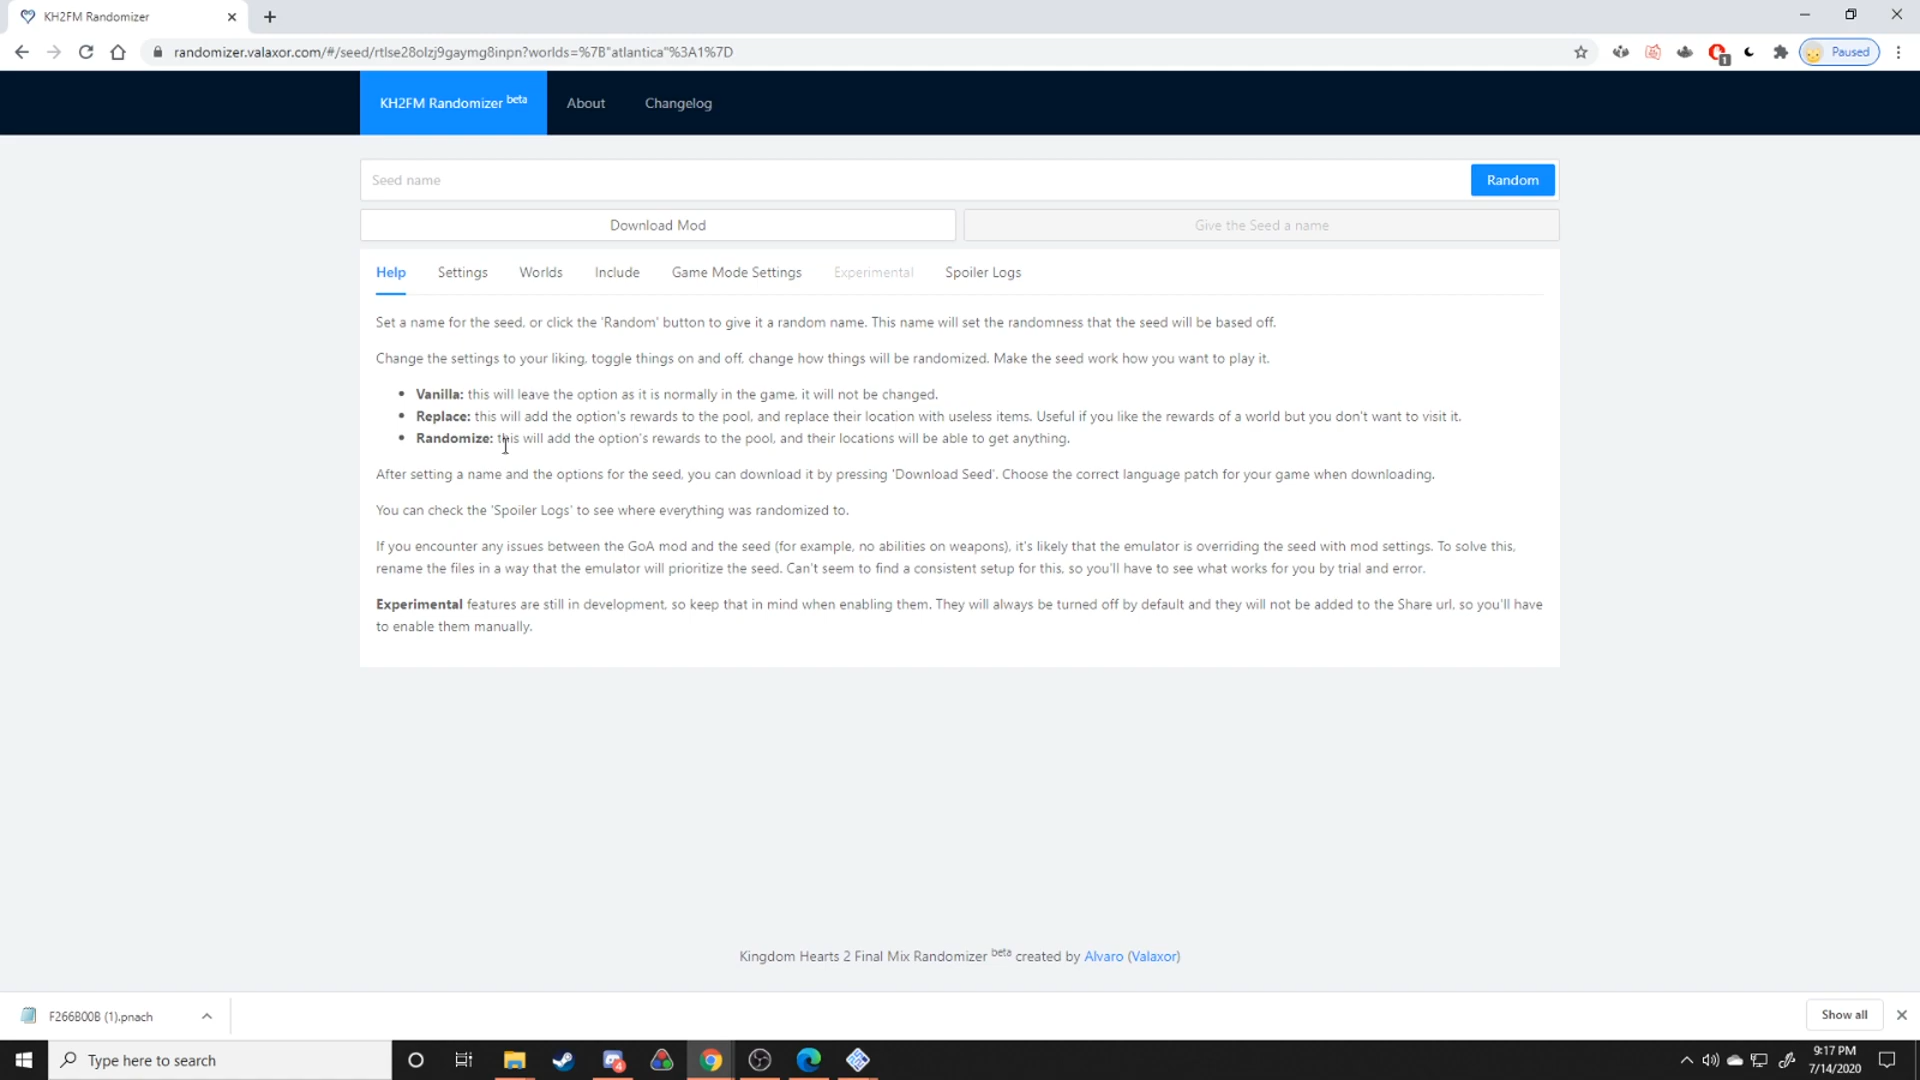 KH2FM Randomizer
randomizer.valaxor.com/#/seed/rtlse28olzj9gaymg8inpn?worlds=%7B"atlantica"%3A1%7D
1
Paused
KH2FM Randomizer beta
About
Changelog
Seed name
Random
Download Mod
Give the Seed a name
Help
Settings
Worlds
Include
Game Mode Settings
Experimental
Spoiler Logs
Set a name for the seed, or click the 'Random' button to give it a random name. This name will set the randomness that the seed will be based off.
Change the settings to your liking, toggle things on and off, change how things will be randomized. Make the seed work how you want to play it.
• Vanilla: this will leave the option as it is normally in the game, it will not be changed.
• Replace: this will add the option's rewards to the pool, and replace their location with useless items. Useful if you like the rewards of a world but you don't want to visit it.
• Randomize: this will add the option's rewards to the pool, and their locations will be able to get anything.
After setting a name and the options for the seed, you can download it by pressing 'Download Seed'. Choose the correct language patch for your game when downloading.
You can check the 'Spoiler Logs' to see where everything was randomized to.
If you encounter any issues between the GoA mod and the seed (for example, no abilities on weapons), it's likely that the emulator is overriding the seed with mod settings. To solve this,
rename the files in a way that the emulator will prioritize the seed. Can't seem to find a consistent setup for this, so you'll have to see what works for you by trial and error.
Experimental features are still in development, so keep that in mind when enabling them. They will always be turned off by default and they will not be added to the Share url, so you'll have
to enable them manually.
Kingdom Hearts 2 Final Mix Randomizer beta created by Alvaro (Valaxor)
F266B00B (1).pnach
Show all
Type here to search
4
9:17 PM
7/14/2020